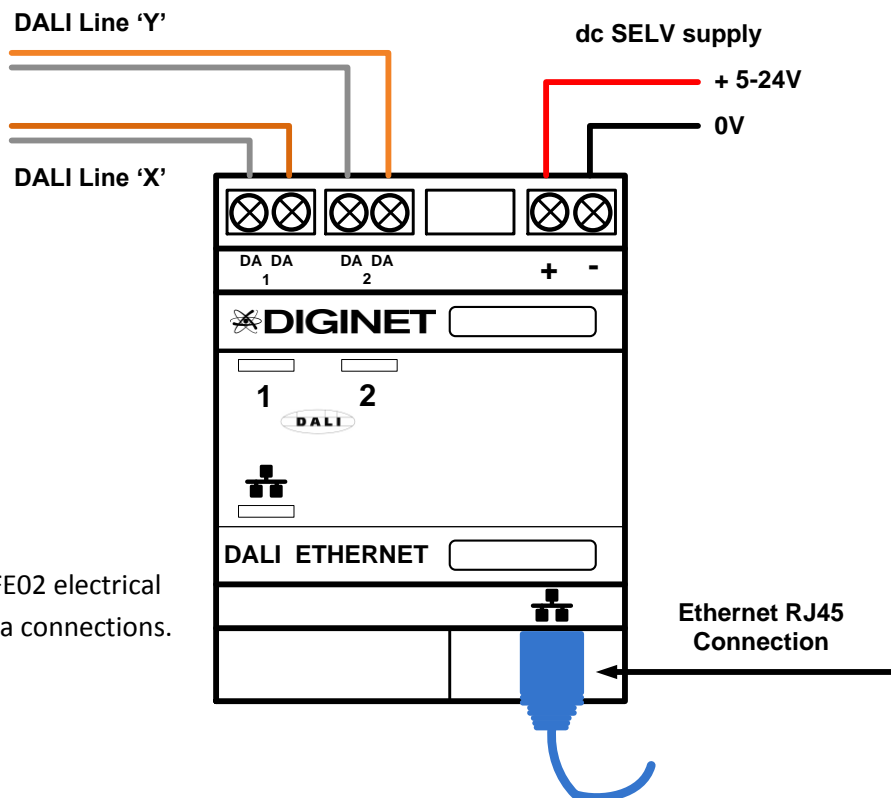 DALI Line ‘Y’
dc SELV supply
+ 5-24V
0V
DALI Line ‘X’
DA DA
1
DA DA
2
+ -
DIGINET
1 2
DALI
DALI ETHERNET
FE02 electrical
a connections.
Ethernet RJ45
Connection